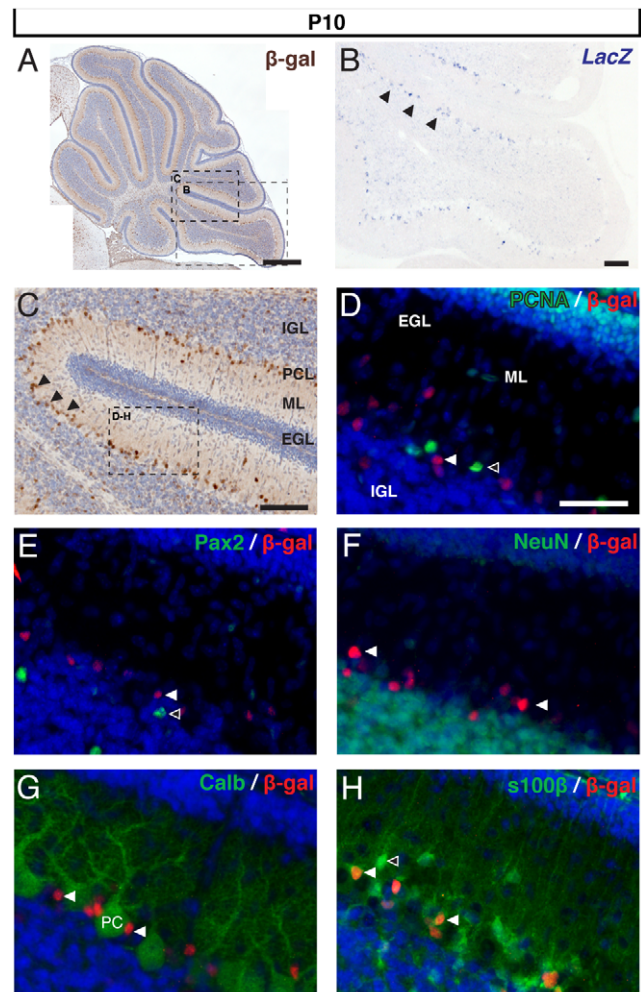 P10
A
β-gal
B
LacZ
C
B
C
IGL
PCL
ML
EGL
D-H
D
PCNA / β-gal
EGL
ML
IGL
E
Pax2 / β-gal
F
NeuN / β-gal
G
Calb / β-gal
PC
H
s100β / β-gal